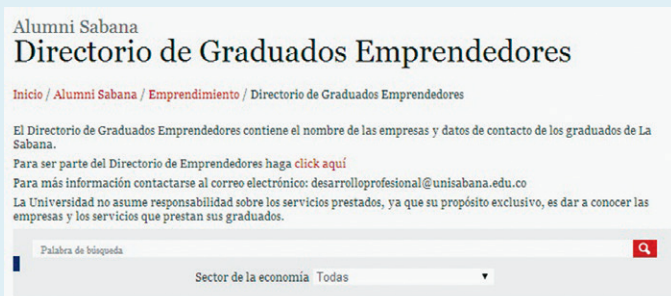 Alumni Sabana
Directorio de Graduados Emprendedores
Inicio / Alumni Sabana / Emprendimiento / Directorio de Graduados Emprendedores
El Directorio de Graduados Emprendedores contiene el nombre de las empresas y datos de contacto de los graduados de La
Sabana.
Para ser parte del Directorio de Emprendedores haga click aquí
Para más información contactarse al correo electrónico: desarrolloprofesional@unisabana.edu.co
La Universidad no asume responsabilidad sobre los servicios prestados, ya que su propósito exclusivo, es dar a conocer las
empresas y los servicios que prestan sus graduados.
Palabra de búsqueda
Sector de la economía Todas